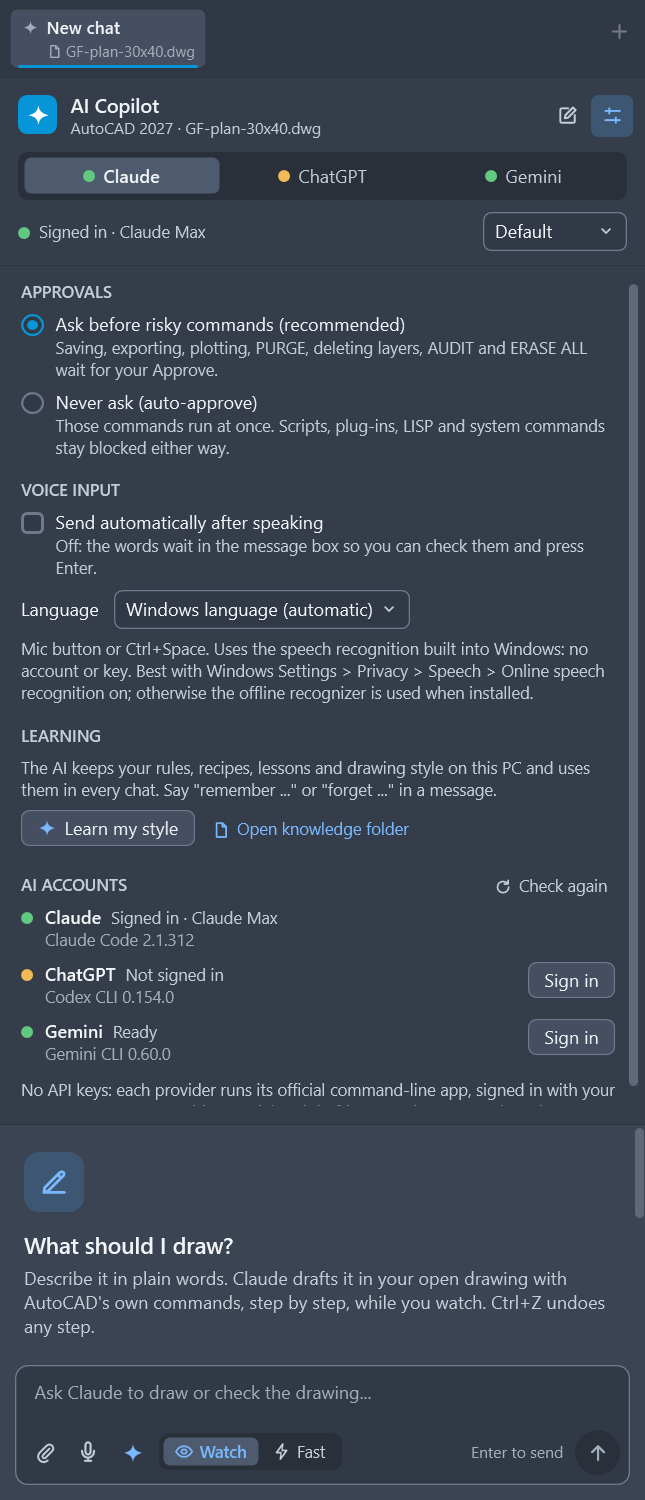 New chat
GF-plan-30x40.dwg
AI Copilot
AutoCAD 2027 · GF-plan-30x40.dwg
Claude
ChatGPT
Gemini
Signed in · Claude Max
Default
APPROVALS
Ask before risky commands (recommended)
Saving, exporting, plotting, PURGE, deleting layers, AUDIT and ERASE ALL
wait for your Approve.
Never ask (auto-approve)
Those commands run at once. Scripts, plug-ins, LISP and system commands
stay blocked either way.
VOICE INPUT
Send automatically after speaking
Off: the words wait in the message box so you can check them and press
Enter.
Language
Windows language (automatic)
Mic button or Ctrl+Space. Uses the speech recognition built into Windows: no
account or key. Best with Windows Settings > Privacy > Speech > Online speech
recognition on; otherwise the offline recognizer is used when installed.
LEARNING
The AI keeps your rules, recipes, lessons and drawing style on this PC and uses
them in every chat. Say "remember ..." or "forget ..." in a message.
Learn my style
Open knowledge folder
AI ACCOUNTS
Check again
Claude Signed in · Claude Max
Claude Code 2.1.312
ChatGPT Not signed in
Codex CLI 0.154.0
Sign in
Gemini Ready
Gemini CLI 0.60.0
Sign in
No API keys: each provider runs its official command-line app, signed in with your
What should I draw?
Describe it in plain words. Claude drafts it in your open drawing with
AutoCAD's own commands, step by step, while you watch. Ctrl+Z undoes
any step.
Ask Claude to draw or check the drawing...
Watch
Fast
Enter to send